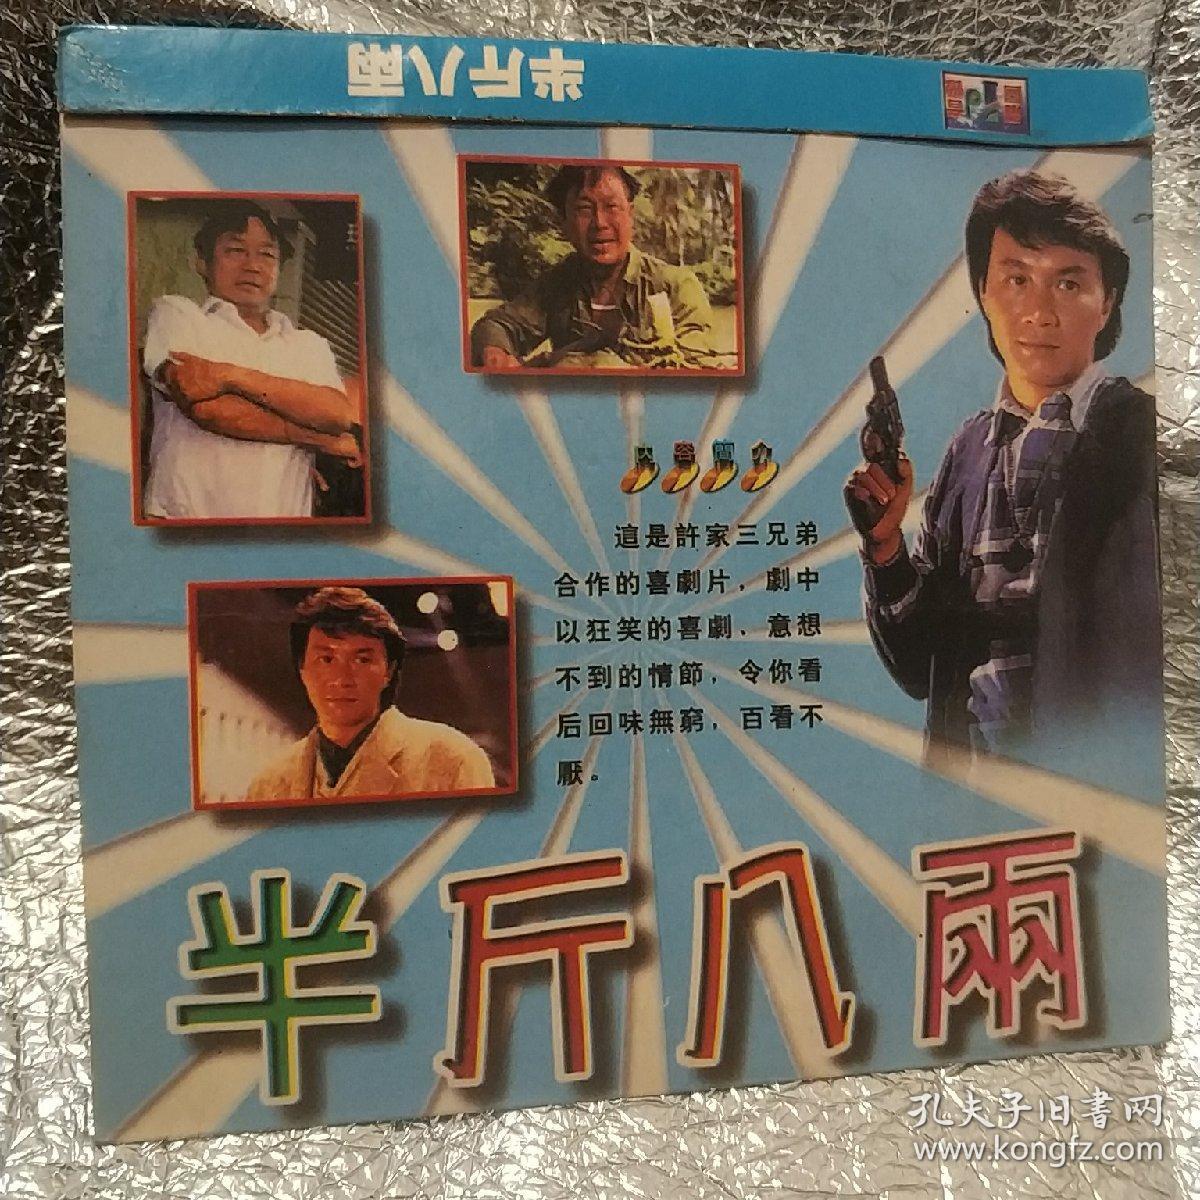 半斤八兩
内容簡介
這是許家三兄弟
合作的喜劇片，劇中
以狂笑的喜劇、意想
不到的情節，令你看
后回味無窮，百看不
厭。
半斤八兩
孔夫子旧書网
www.kongfz.com